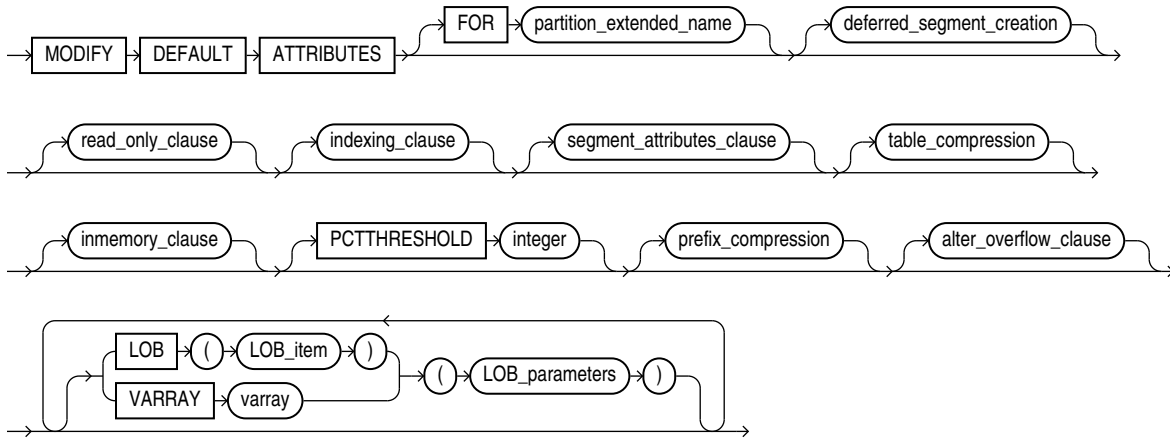 FOR partition_extended_name deferred_segment_creation
MODIFY DEFAULT ATTRIBUTES
read_only_clause indexing_clause segment_attributes_clause table_compression
inmemory_clause PCTTHRESHOLD integer prefix_compression alter_overflow_clause
LOB ( LOB_item )
( LOB_parameters )
VARRAY varray